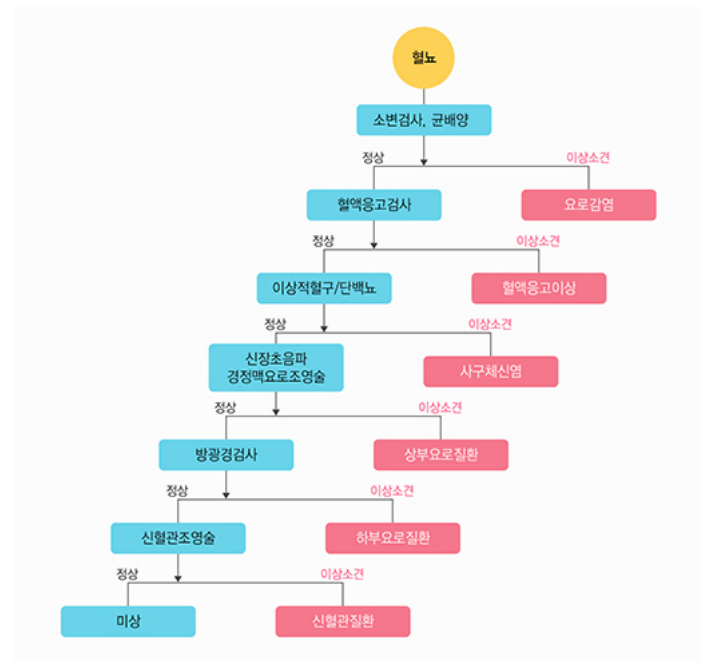 혈뇨
소변검사, 균배양
정상
이상소견
혈액응고검사
요로감염
정상
이상소견
이상적혈구/단백뇨
혈액응고이상
정상
이상소견
신장초음파
경정맥요로조영술
사구체신염
정상
이상소견
방광경검사
상부요로질환
정상
이상소견
신혈관조영술
하부요로질환
정상
이상소견
미상
신혈관질환